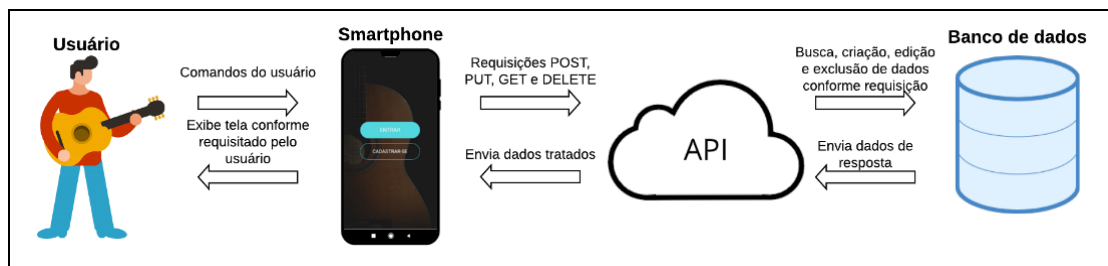 Usuário
Comandos do usuário
Exibe tela conforme
requisitado pelo
usuário
Smartphone
ENTRAR
CADASTRAR-SE
Requisições POST,
PUT, GET e DELETE
Envia dados tratados
API
Busca, criação, edição
e exclusão de dados
conforme requisição
Envia dados de
resposta
Banco de dados